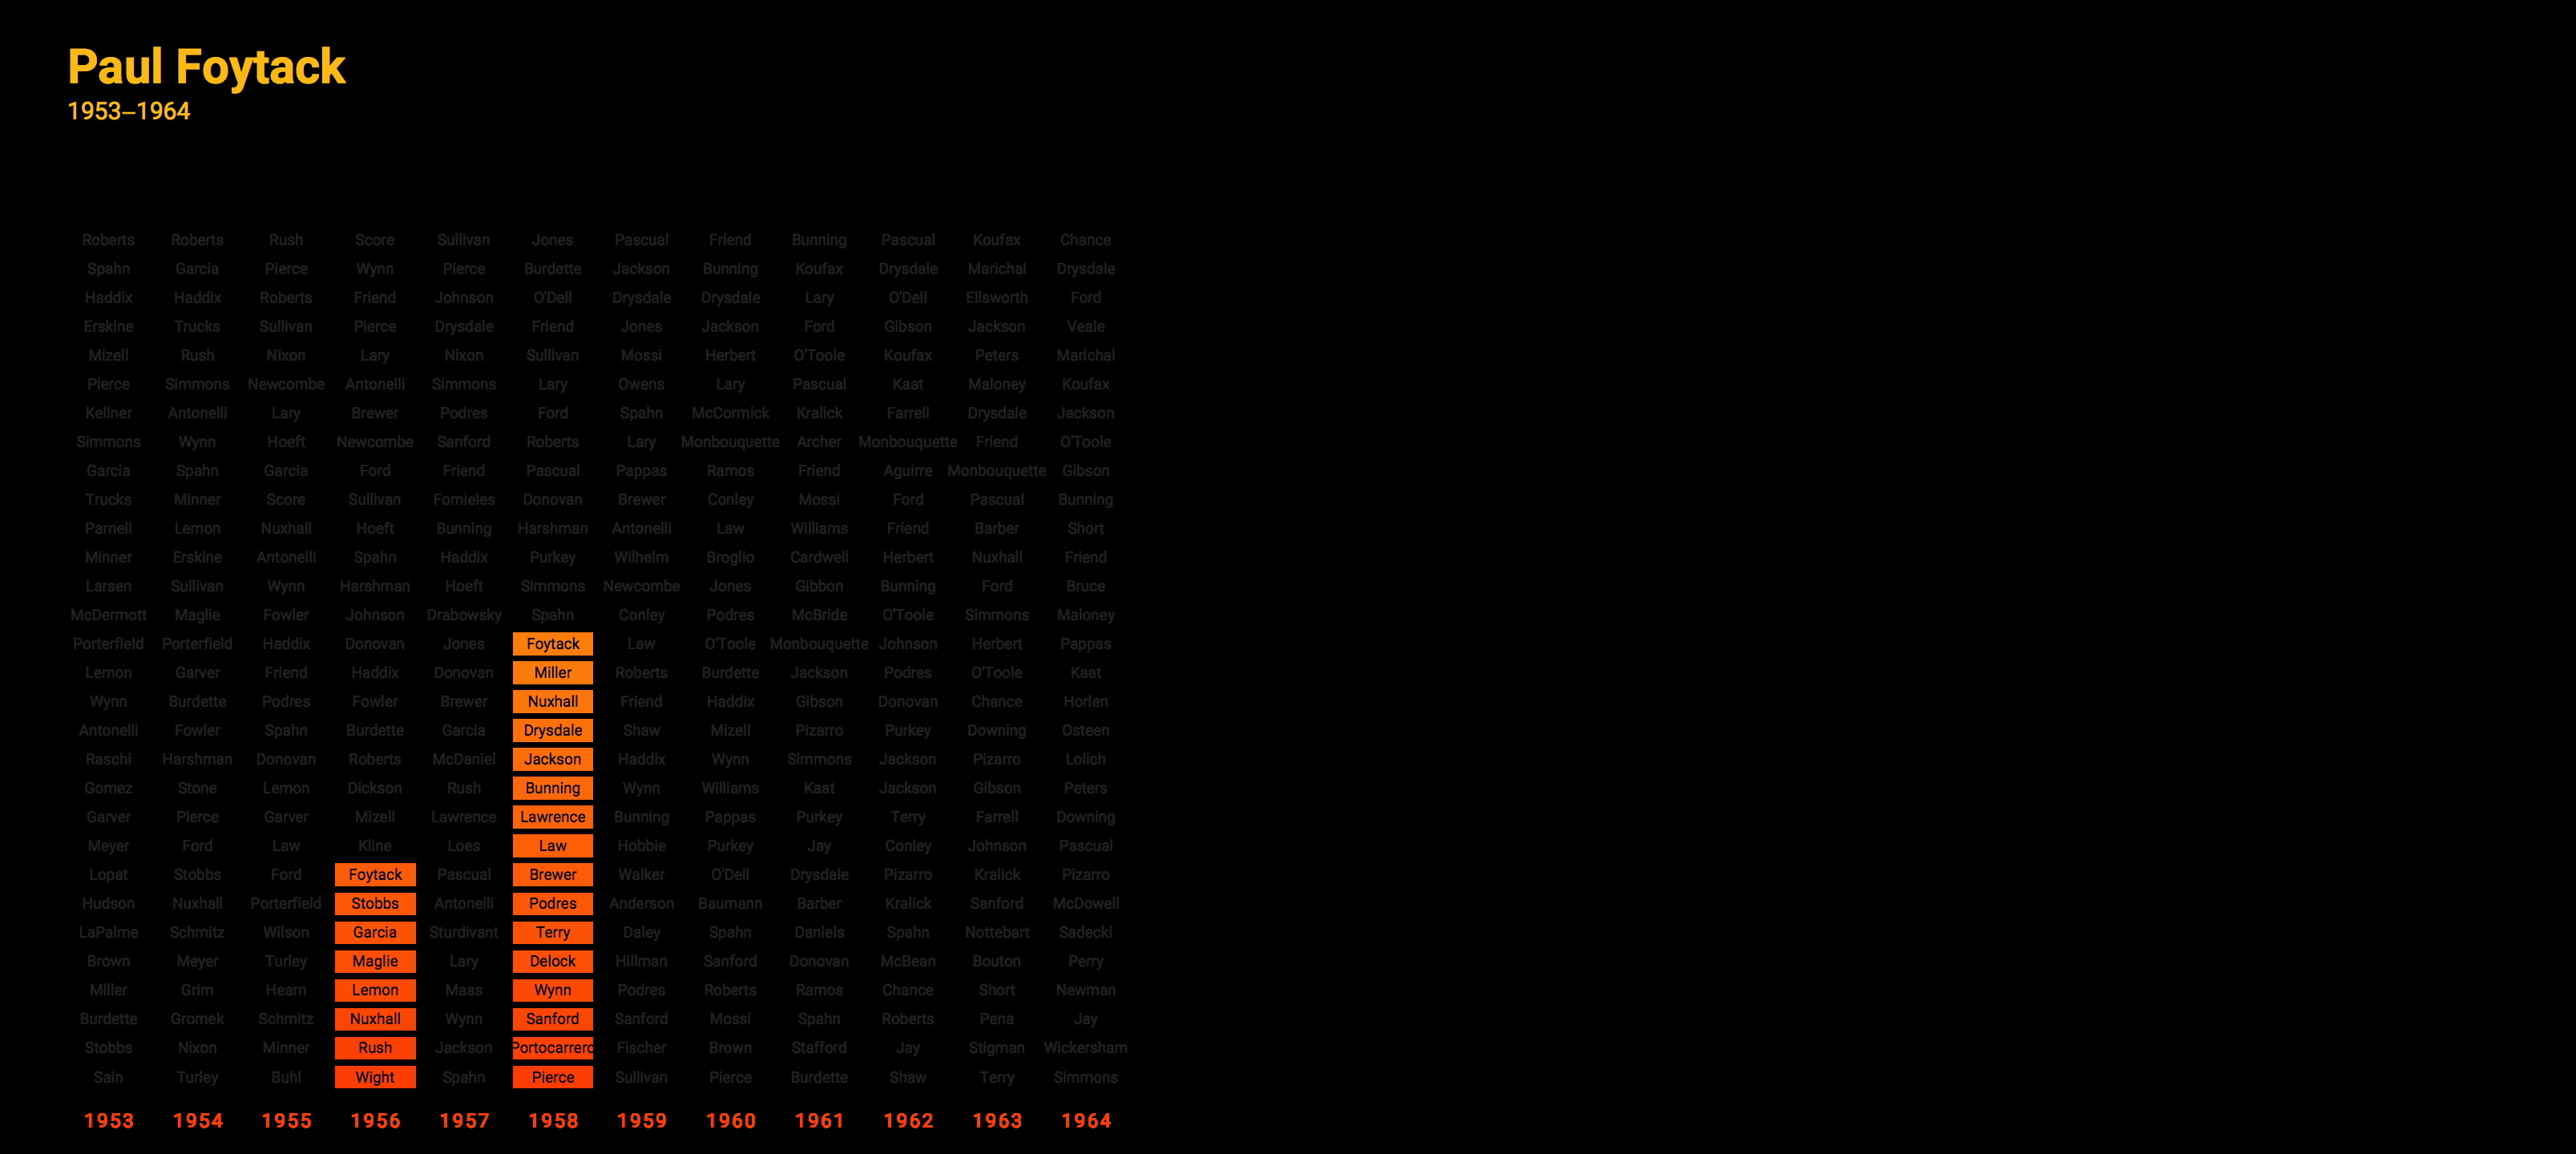 Paul Foytack
1953–1964
Roberts Roberts Rush Score Sullivan Jones Pascual Friend Bunning Pascual Koufax Chance
Spahn Garcia Pierce Wynn Pierce Burdette Jackson Bunning Koufax Drysdale Marichal Drysdale
Haddix Haddix Roberts Friend Johnson O'Dell Drysdale Drysdale Lary O'Dell Ellsworth Ford
Erskine Trucks Sullivan Pierce Drysdale Friend Jones Jackson Ford Gibson Jackson Veale
Mizell Rush Nixon Lary Nixon Sullivan Mossi Herbert O'Toole Koufax Peters Marichal
Pierce Simmons Newcombe Antonelli Simmons Lary Owens Lary Pascual Kaat Maloney Koufax
Kellner Antonelli Lary Brewer Podres Ford Spahn McCormick Kralick Farrell Drysdale Jackson
Simmons Wynn Hoeft Newcombe Sanford Roberts Lary Monbouquette Archer Monbouquette Friend O'Toole
Garcia Spahn Garcia Ford Friend Pascual Pappas Ramos Friend Aguirre Monbouquette Gibson
Trucks Minner Score Sullivan Fornieles Donovan Brewer Conley Mossi Ford Pascual Bunning
Parnell Lemon Nuxhall Hoeft Bunning Harshman Antonelli Law Williams Friend Barber Short
Minner Erskine Antonelli Spahn Haddix Purkey Wilhelm Broglio Cardwell Herbert Nuxhall Friend
Larsen Sullivan Wynn Harshman Hoeft Simmons Newcombe Jones Gibbon Bunning Ford Bruce
McDermott Maglie Fowler Johnson Drabowsky Spahn Conley Podres McBride O'Toole Simmons Maloney
Porterfield Porterfield Haddix Donovan Jones Foytack Law O'Toole Monbouquette Johnson Herbert Pappas
Lemon Garver Friend Haddix Donovan Miller Roberts Burdette Jackson Podres O'Toole Kaat
Wynn Burdette Podres Fowler Brewer Nuxhall Friend Haddix Gibson Donovan Chance Horlen
Antonelli Fowler Spahn Burdette Garcia Drysdale Shaw Mizell Pizarro Purkey Downing Osteen
Raschi Harshman Donovan Roberts McDaniel Jackson Haddix Wynn Simmons Jackson Pizarro Lolich
Gomez Stone Lemon Dickson Rush Bunning Wynn Williams Kaat Jackson Gibson Peters
Garver Pierce Garver Mizell Lawrence Lawrence Bunning Pappas Purkey Terry Farrell Downing
Meyer Ford Law Kline Loes Law Hobbie Purkey Jay Conley Johnson Pascual
Lopat Stobbs Ford Foytack Pascual Brewer Walker O'Dell Drysdale Pizarro Kralick Pizarro
Hudson Nuxhall Porterfield Stobbs Antonelli Podres Anderson Baumann Barber Kralick Sanford McDowell
LaPalme Schmitz Wilson Garcia Sturdivant Terry Daley Spahn Daniels Spahn Nottebart Sadecki
Brown Meyer Turley Maglie Lary Delock Hillman Sanford Donovan McBean Bouton Perry
Miller Grim Hearn Lemon Maas Wynn Podres Roberts Ramos Chance Short Newman
Burdette Gromek Schmitz Nuxhall Wynn Sanford Sanford Mossi Spahn Roberts Pena Jay
Stobbs Nixon Minner Rush Jackson Portocarrero Fischer Brown Stafford Jay Stigman Wickersham
Sain Turley Buhl Wight Spahn Pierce Sullivan Pierce Burdette Shaw Terry Simmons
1953 1954 1955 1956 1957 1958 1959 1960 1961 1962 1963 1964